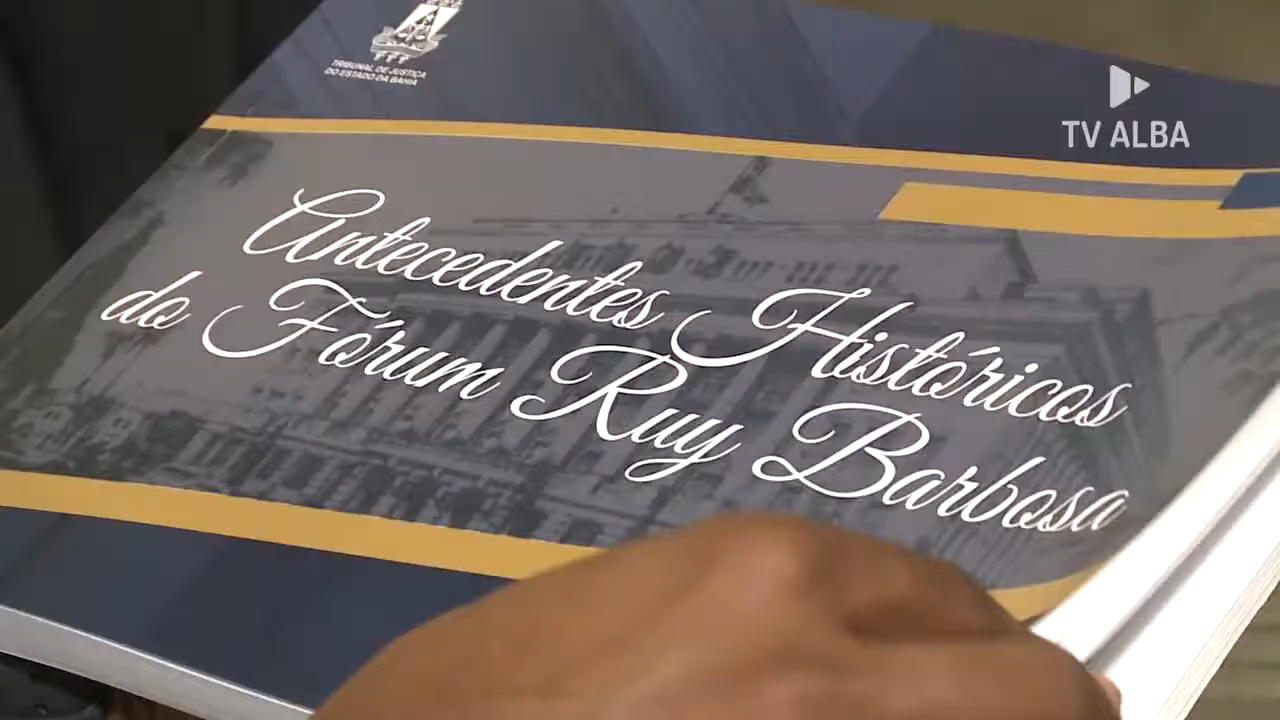 TRIBUNAL DE JUSTIÇA
DO ESTADO DA BAHIA
TV ALBA
Antecedentes Históricos
do Fórum Ruy Barbosa